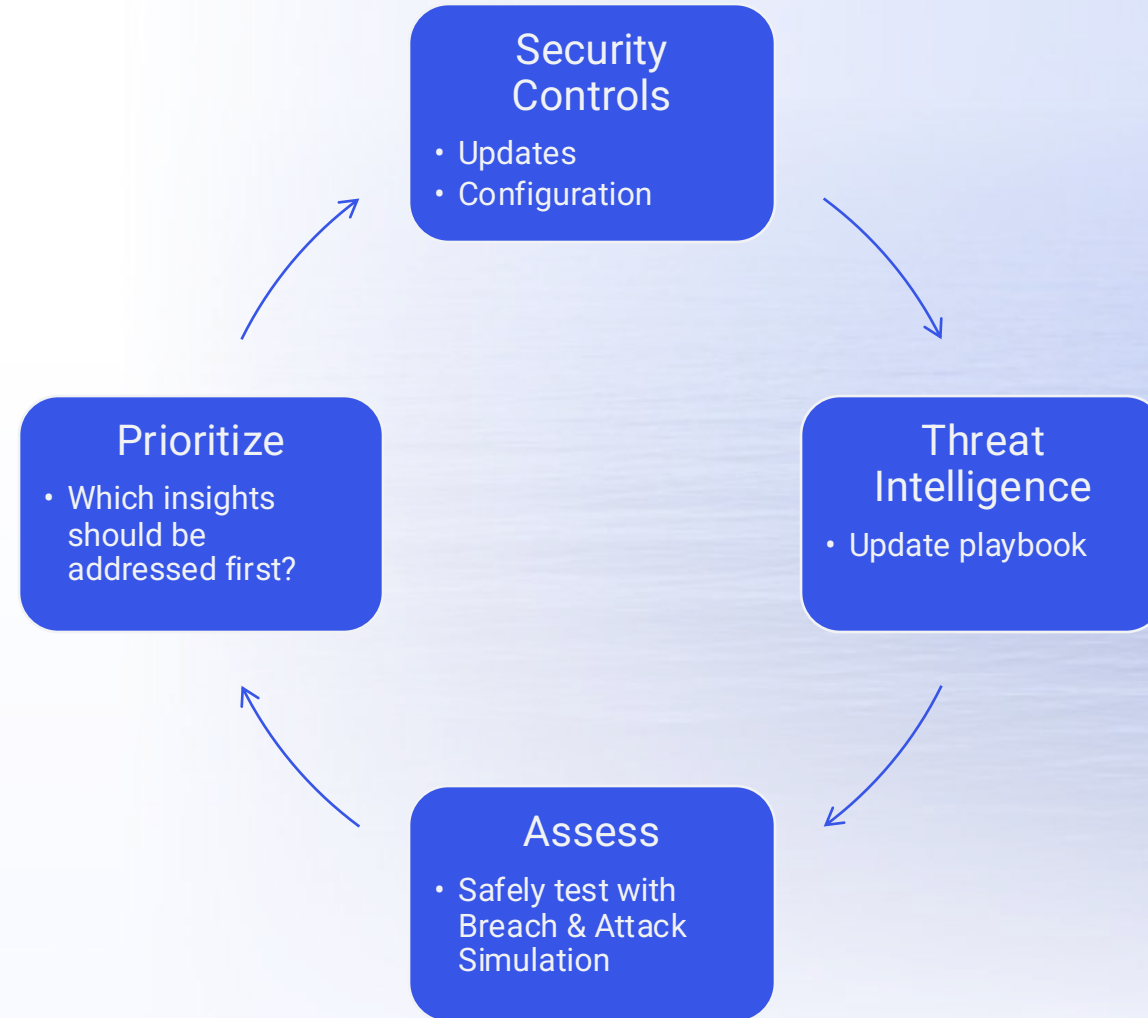 Security
Controls
• Updates
• Configuration
Threat
Intelligence
• Update playbook
Assess
• Safely test with
Breach & Attack
Simulation
Prioritize
• Which insights
should be
addressed first?